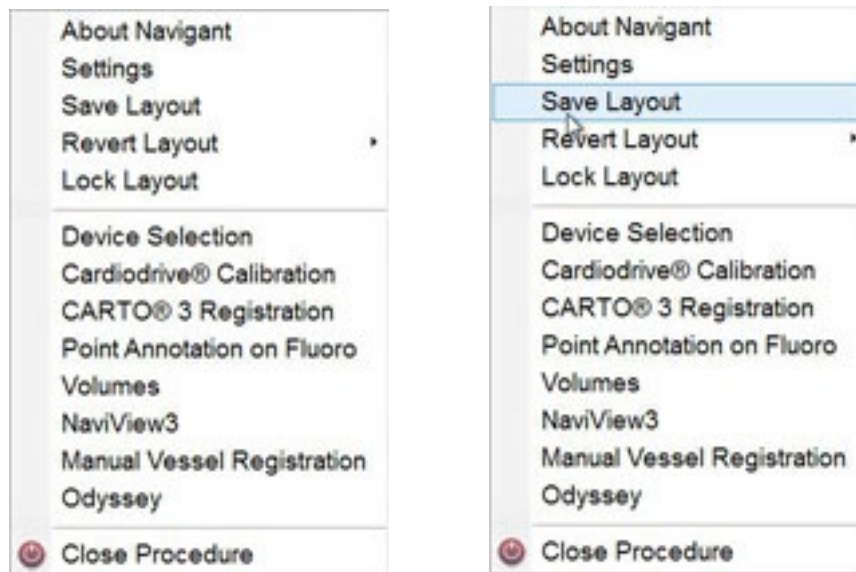 About Navigant
Settings
Save Layout
Revert Layout
Lock Layout
Device Selection
Cardiodrive® Calibration
CARTO® 3 Registration
Point Annotation on Fluoro
Volumes
NaviView3
Manual Vessel Registration
Odyssey
Close Procedure
About Navigant
Settings
Save Layout
Revert Layout
Lock Layout
Device Selection
Cardiodrive® Calibration
CARTO® 3 Registration
Point Annotation on Fluoro
Volumes
NaviView3
Manual Vessel Registration
Odyssey
Close Procedure